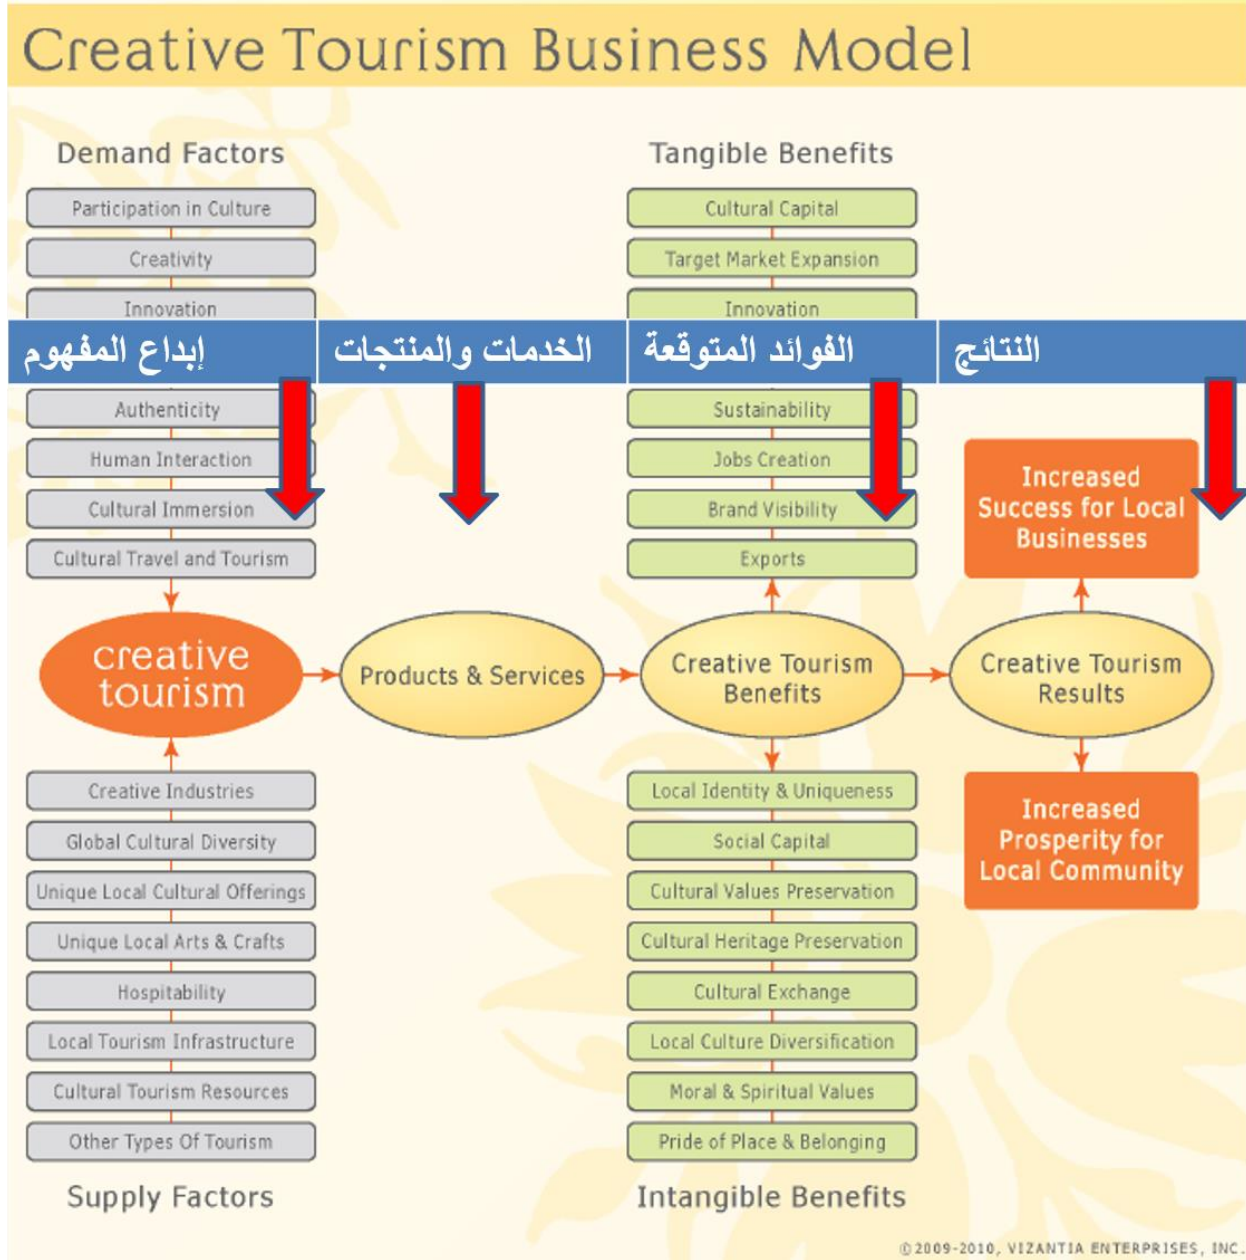 Creative Tourism Business Model
Demand Factors
Participation in Culture
Creativity
Innovation
Tangible Benefits
Cultural Capital
Target Market Expansion
Innovation
إبداع المفهوم
الخدمات والمنتجات
الفوائد المتوقعة
النتائج
Authenticity
Human Interaction
Cultural Immersion
Cultural Travel and Tourism
Sustainability
Jobs Creation
Brand Visibility
Exports
Increased
Success for Local
Businesses
creative
tourism
Products & Services
Creative Tourism
Benefits
Creative Tourism
Results
Creative Industries
Global Cultural Diversity
Unique Local Cultural Offerings
Unique Local Arts & Crafts
Hospitability
Local Tourism Infrastructure
Cultural Tourism Resources
Other Types Of Tourism
Supply Factors
Local Identity & Uniqueness
Social Capital
Cultural Values Preservation
Cultural Heritage Preservation
Cultural Exchange
Local Culture Diversification
Moral & Spiritual Values
Pride of Place & Belonging
Intangible Benefits
Increased
Prosperity for
Local Community
©2009-2010, VIZANTIA ENTERPRISES, INC.